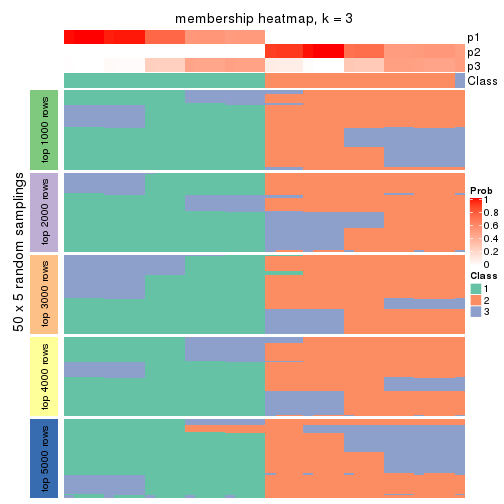 membership heatmap, k = 3
p1
p2
p3
Class
50 x 5 random samplings
top 1000 rows
top 2000 rows
top 3000 rows
top 4000 rows
top 5000 rows
Prob
1
0.8
0.6
0.4
0.2
0
Class
1
2
3